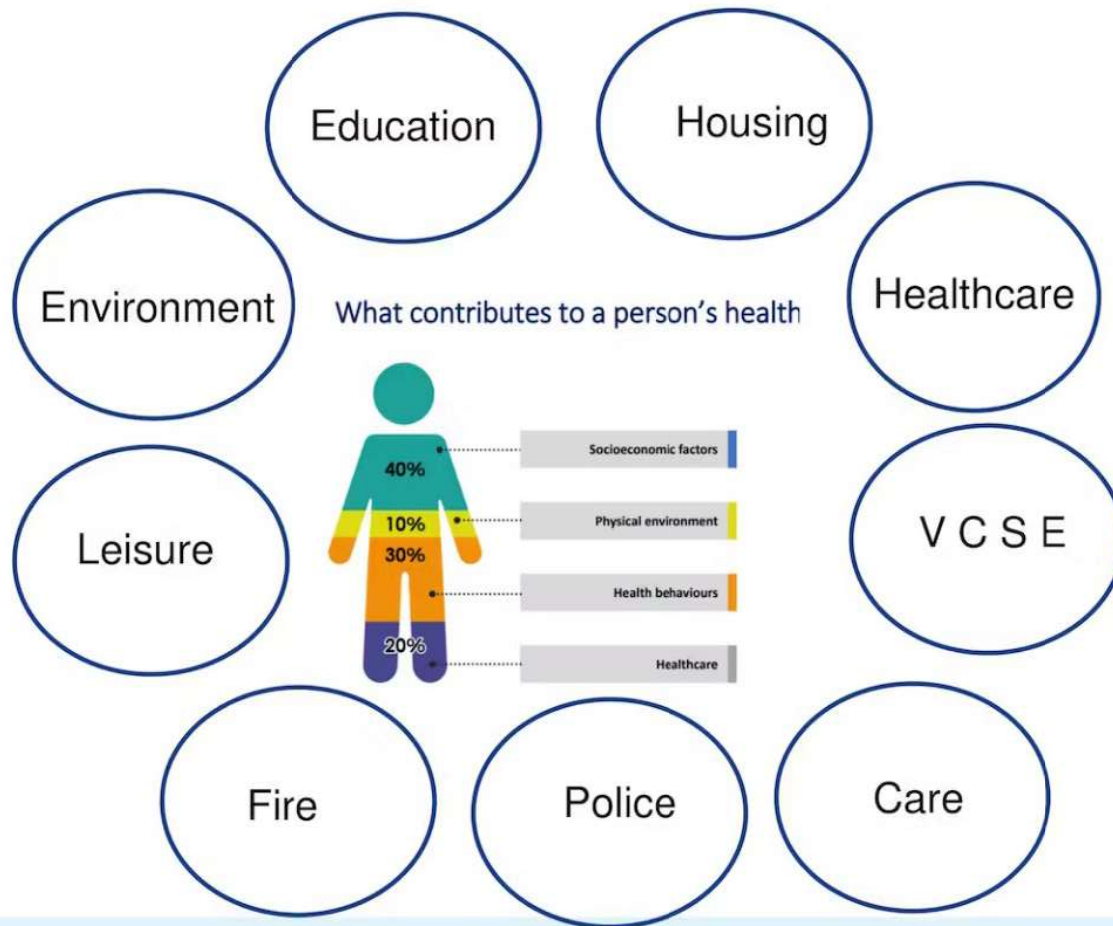 Education
Housing
Environment
Healthcare
What contributes to a person's health
40%
Socioeconomic factors
10%
Physical environment
30%
Health behaviours
20%
Healthcare
Leisure
V C S E
Fire
Police
Care